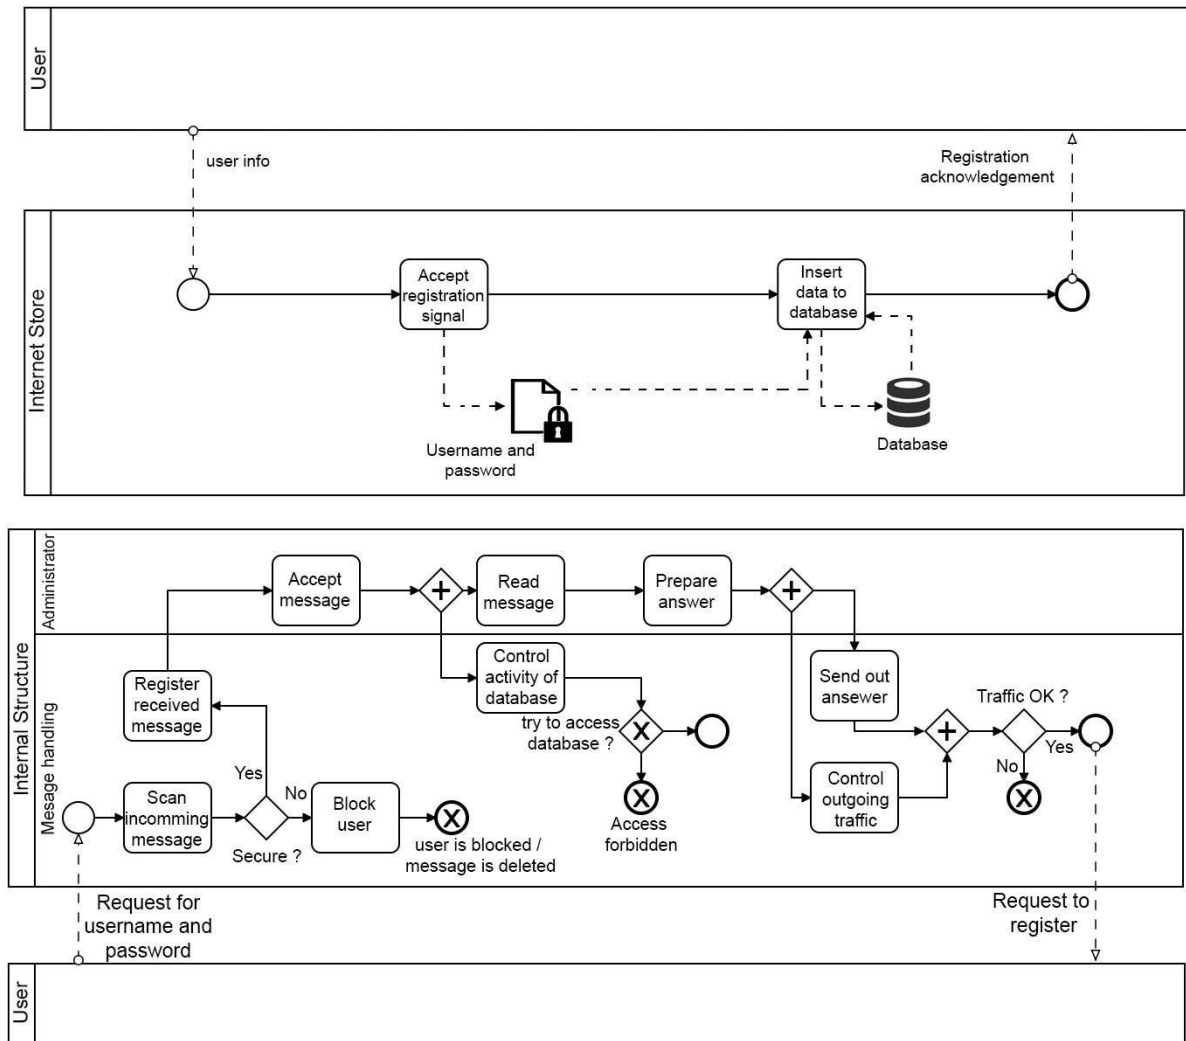 User
user info
Registration
acknowledgement
Internet Store
Accept
registration
signal
Insert
data to
database
Username and
password
Database
Internal Structure
Administrator
Accept
message
Read
message
Prepare
answer
Mesage handling
Register
received
message
Control
activity of
database
Send out
ansewer
Traffic OK ?
try to access
database ?
Yes
No
Yes
No
Scan
incomming
message
Block
user
Control
outgoing
traffic
Secure ?
user is blocked /
message is deleted
Access
forbidden
Request for
username and
password
Request to
register
User